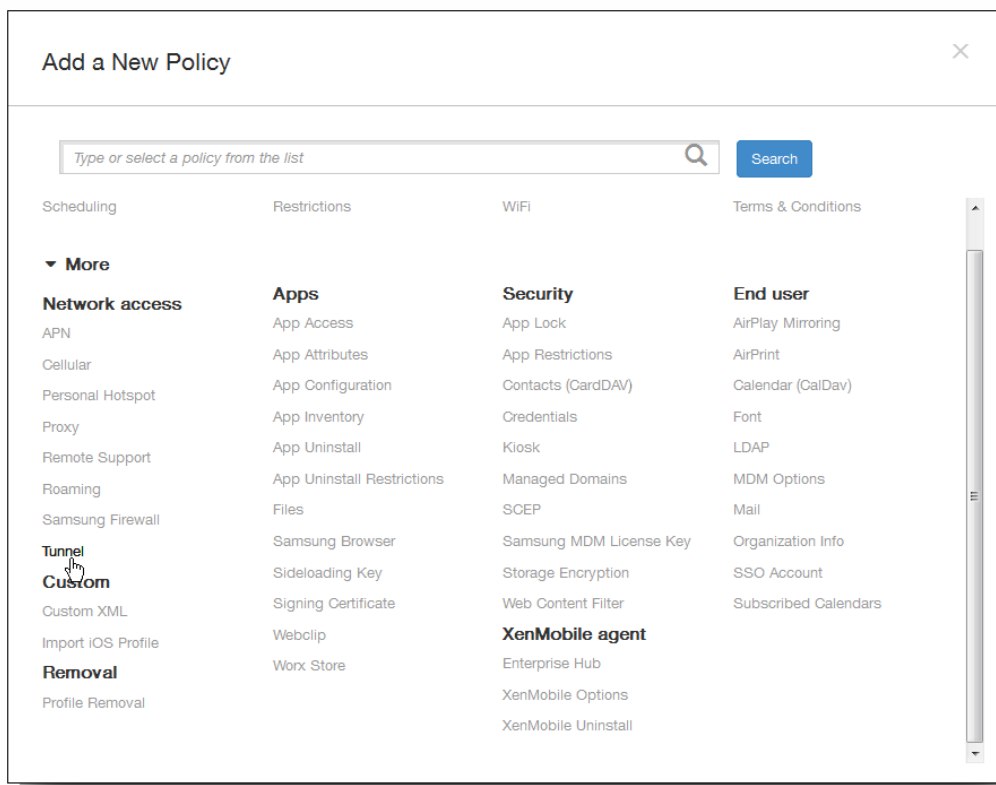 Add a New Policy
Type or select a policy from the list
Search
Scheduling
Restrictions
WiFi
Terms & Conditions
More
Network access
APN
Cellular
Personal Hotspot
Proxy
Remote Support
Roaming
Samsung Firewall
Tunnel
Custom
Custom XML
Import iOS Profile
Removal
Profile Removal
Apps
App Access
App Attributes
App Configuration
App Inventory
App Uninstall
App Uninstall Restrictions
Files
Samsung Browser
Sideloading Key
Signing Certificate
Webclip
Worx Store
Security
App Lock
App Restrictions
Contacts (CardDAV)
Credentials
Kiosk
Managed Domains
SCEP
Samsung MDM License Key
Storage Encryption
Web Content Filter
XenMobile agent
Enterprise Hub
XenMobile Options
XenMobile Uninstall
End user
AirPlay Mirroring
AirPrint
Calendar (CalDav)
Font
LDAP
MDM Options
Mail
Organization Info
SSO Account
Subscribed Calendars